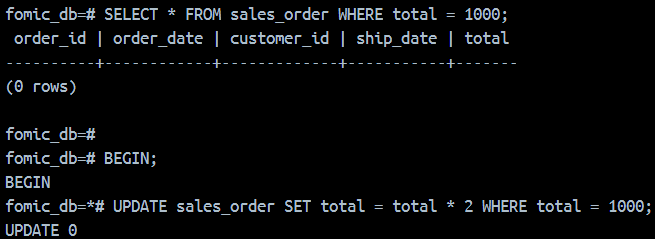 fomic_db=# SELECT * FROM sales_order WHERE total = 1000;
 order_id | order_date | customer_id | ship_date | total
----------+------------+-------------+-----------+-------
(0 rows)

fomic_db=#
fomic_db=# BEGIN;
BEGIN
fomic_db=*# UPDATE sales_order SET total = total * 2 WHERE total = 1000;
UPDATE 0